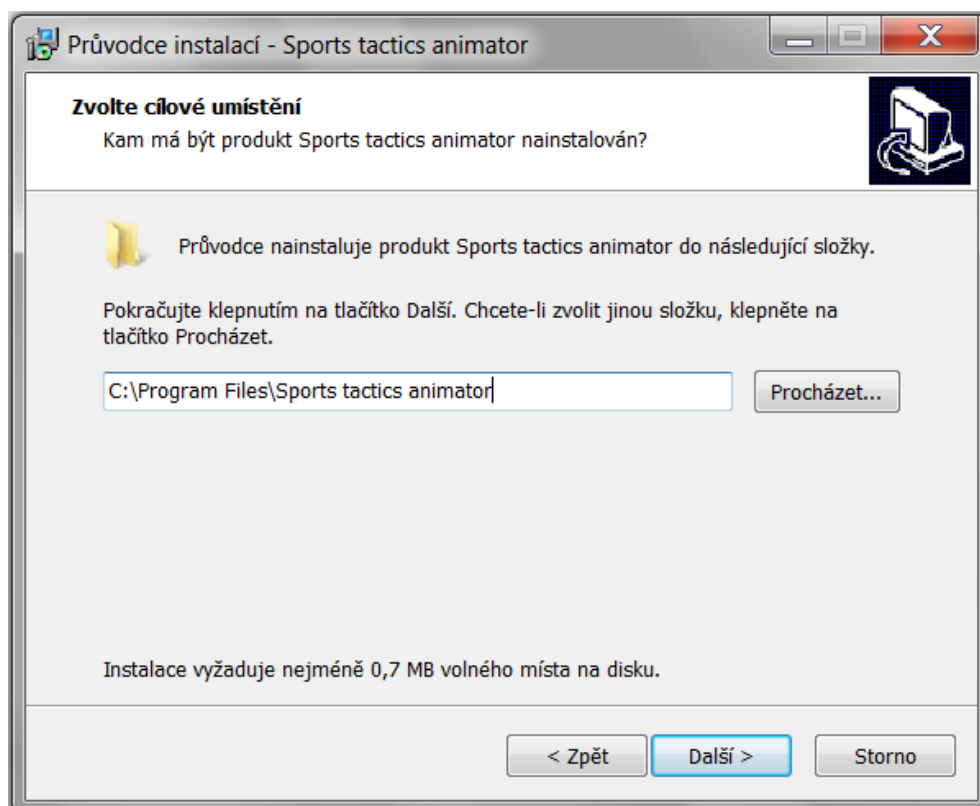 Průvodce instalací - Sports tactics animator
Zvolte cílové umístění
Kam má být produkt Sports tactics animator nainstalován?
Průvodce nainstaluje produkt Sports tactics animator do následující složky.
Pokračujte klepnutím na tlačítko Další. Chcete-li zvolit jinou složku, klepněte na
tlačítko Procházet.
C:\Program Files\Sports tactics animator
Procházet...
Instalace vyžaduje nejméně 0,7 MB volného místa na disku.
< Zpět
Další >
Storno